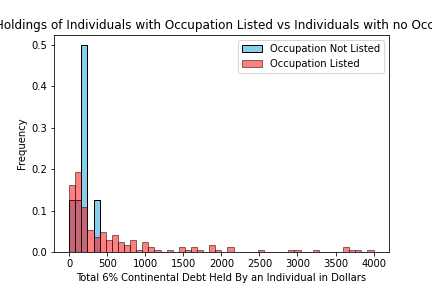 Holdings of Individuals with Occupation Listed vs Individuals with no Occ
Occupation Not Listed
Occupation Listed
Frequency
0.5
0.4
0.3
0.2
0.1
0.0
0 500 1000 1500 2000 2500 3000 3500 4000
Total 6% Continental Debt Held By an Individual in Dollars